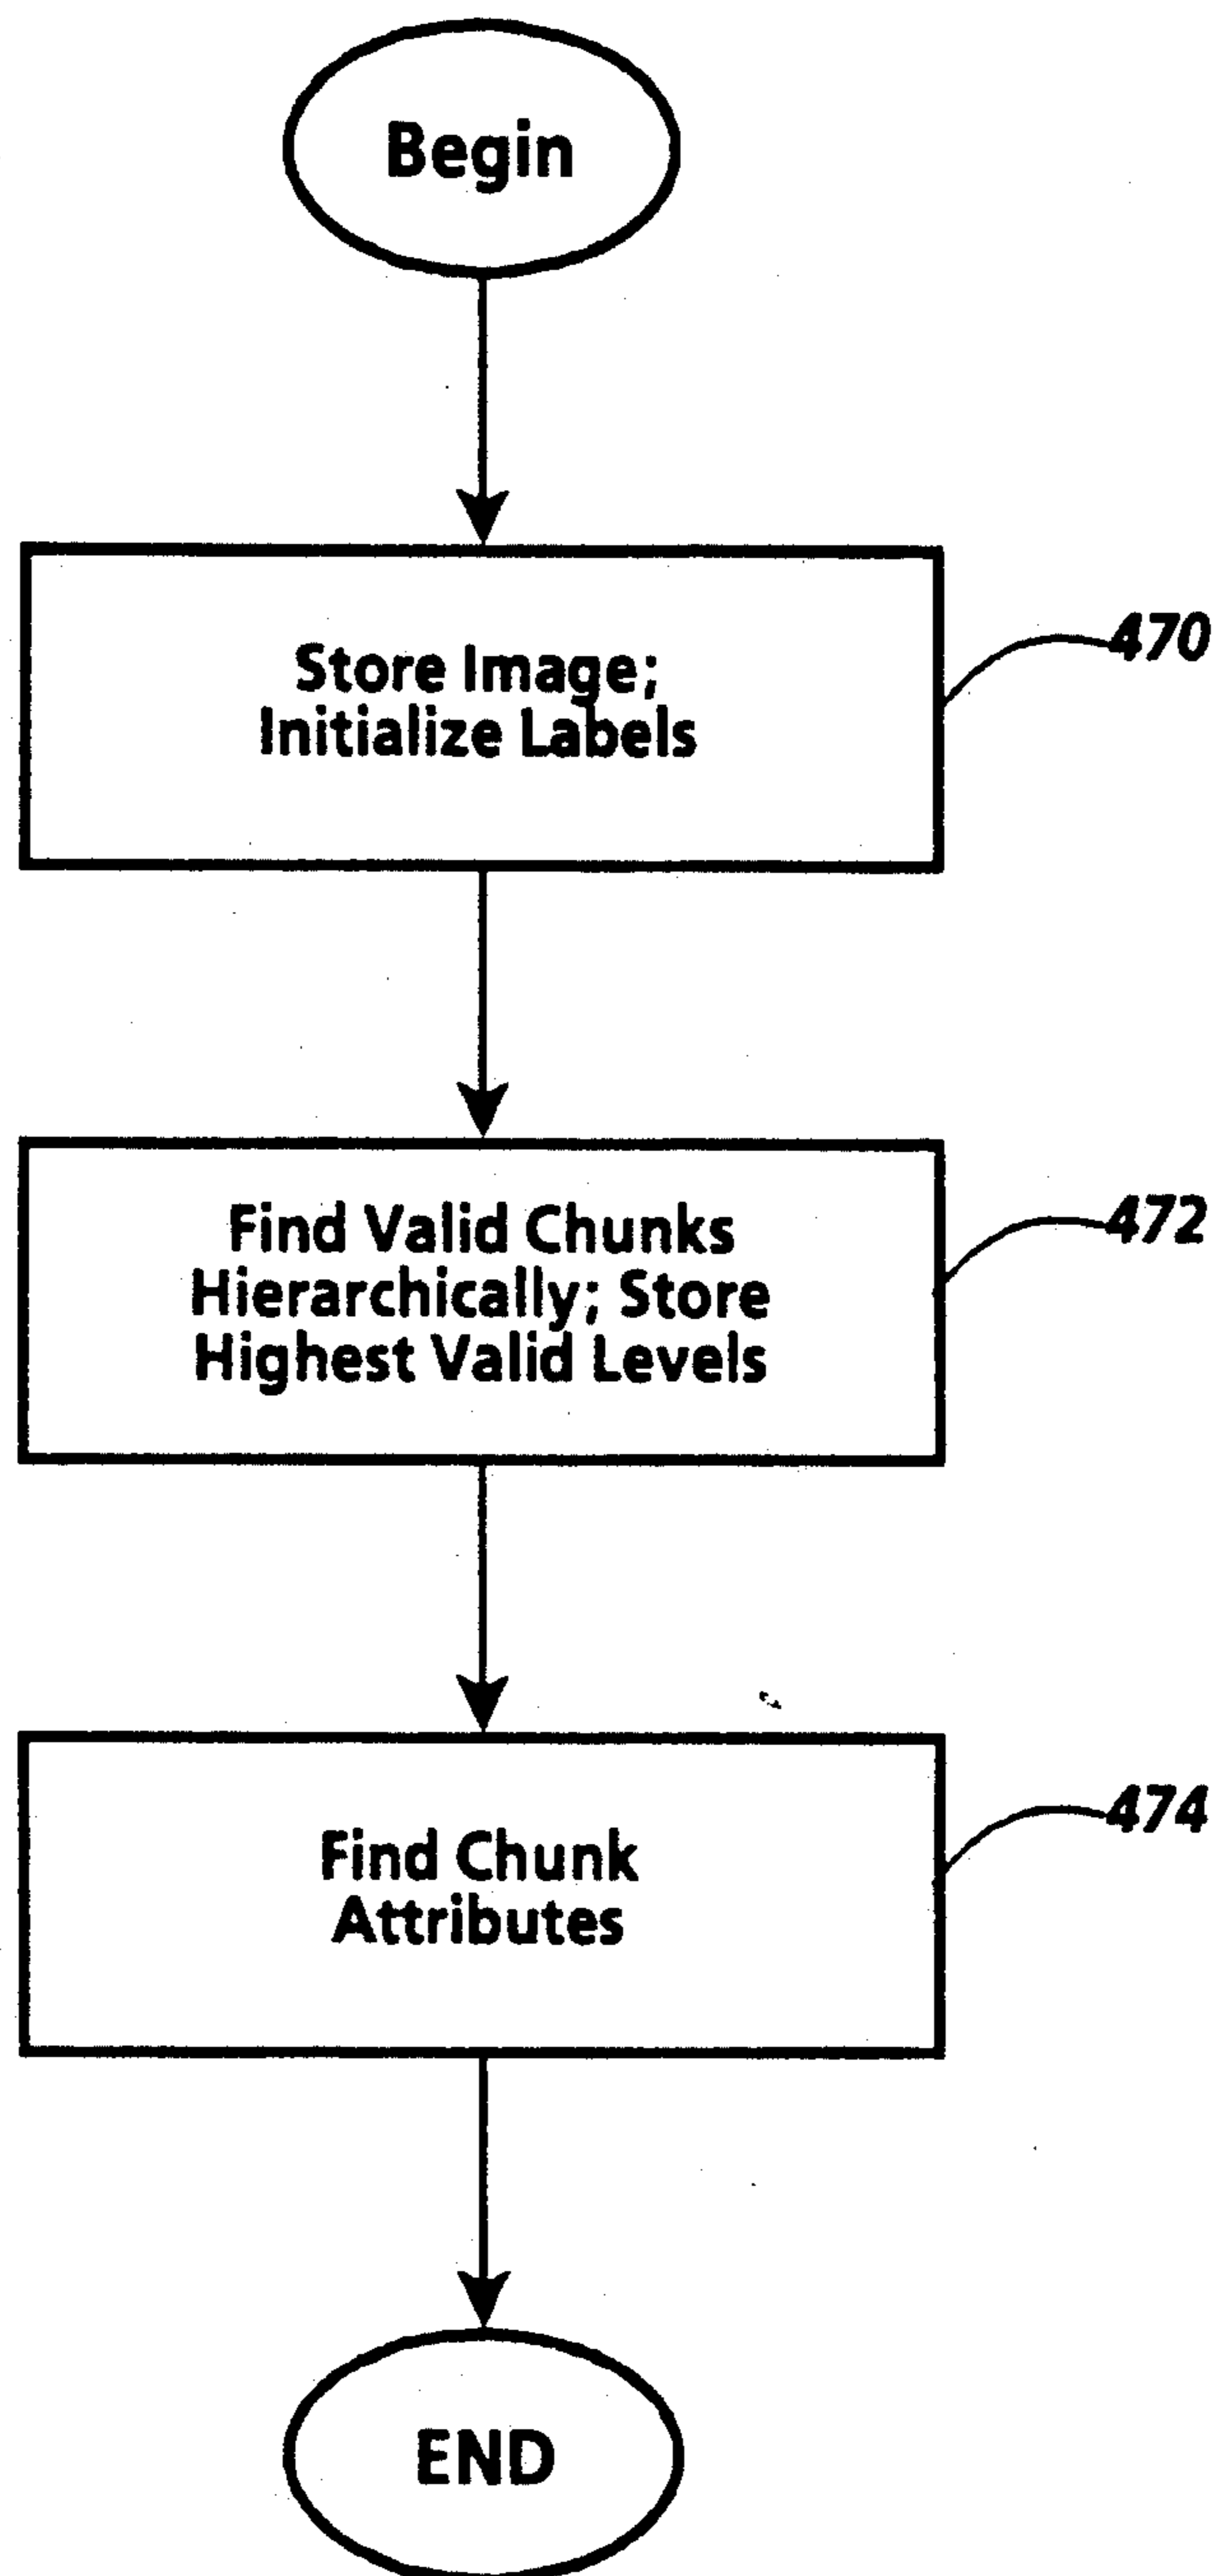 Begin
Store Image;
Initialize Labels
470
Find Valid Chunks
Hierarchically; Store
Highest Valid Levels
472
Find Chunk
Attributes
474
END